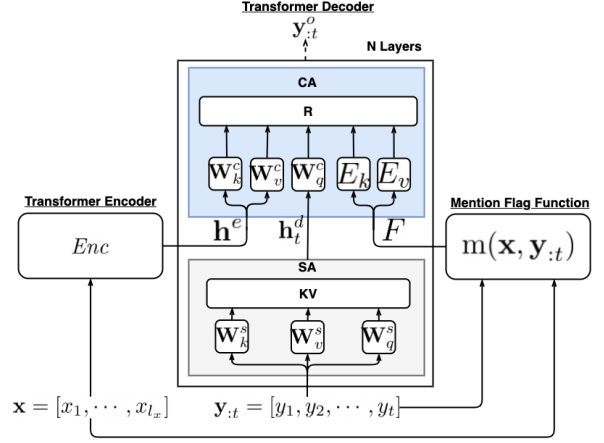 Transformer Decoder
y^o_{:t}
N Layers
CA
R
W^c_k W^c_v W^c_q E_k E_v
Transformer Encoder
Mention Flag Function
h^e h^d_t F
Enc
m(x, y_{:t})
SA
KV
W^s_k W^s_v W^s_q
x = [x_1, ⋯ , x_{l_x}] y_{:t} = [y_1, y_2, ⋯ , y_t]